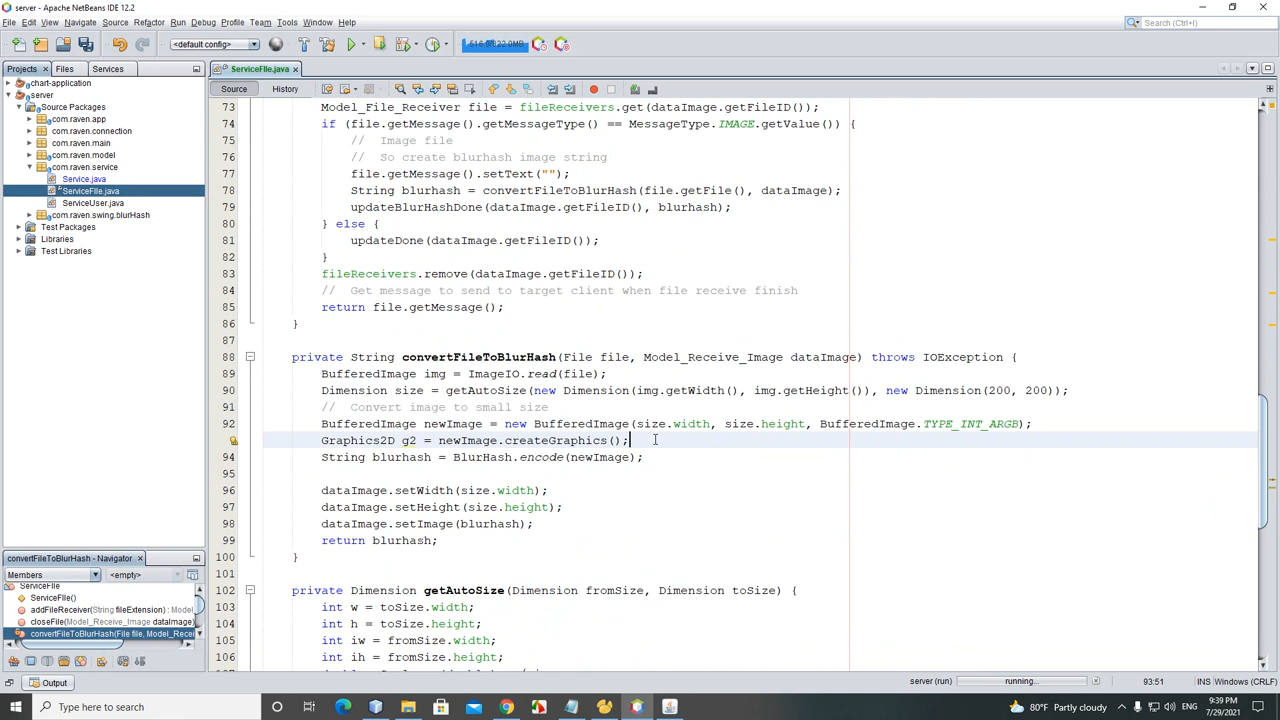 server - Apache NetBeans IDE 12.2
File Edit View Navigate Source Refactor Run Debug Profile Team Tools Window Help
Search (Ctrl+I)
<default config>
Projects Files Services
ServiceFIle.java
Source History
chart-application
server
Source Packages
com.raven.app
com.raven.connection
com.raven.main
com.raven.model
com.raven.service
Service.java
ServiceFIle.java
ServiceUser.java
com.raven.swing.blurHash
Test Packages
Libraries
Test Libraries
73 Model_File_Receiver file = fileReceivers.get(dataImage.getFileID());
74 if (file.getMessage().getMessageType() == MessageType.IMAGE.getValue()) {
75 // Image file
76 // So create blurhash image string
77 file.getMessage().setText("");
78 String blurhash = convertFileToBlurHash(file.getFile(), dataImage);
79 updateBlurHashDone(dataImage.getFileID(), blurhash);
80 } else {
81 updateDone(dataImage.getFileID());
82 }
83 fileReceivers.remove(dataImage.getFileID());
84 // Get message to send to target client when file receive finish
85 return file.getMessage();
86 }
87
88 private String convertFileToBlurHash(File file, Model_Receive_Image dataImage) throws IOException {
89 BufferedImage img = ImageIO.read(file);
90 Dimension size = getAutoSize(new Dimension(img.getWidth(), img.getHeight()), new Dimension(200, 200));
91 // Convert image to small size
92 BufferedImage newImage = new BufferedImage(size.width, size.height, BufferedImage.TYPE_INT_ARGB);
Graphics2D g2 = newImage.createGraphics();
94 String blurhash = BlurHash.encode(newImage);
96 dataImage.setWidth(size.width);
97 dataImage.setHeight(size.height);
98 dataImage.setImage(blurhash);
99 return blurhash;
100 }
101
102 private Dimension getAutoSize(Dimension fromSize, Dimension toSize) {
103 int w = toSize.width;
104 int h = toSize.height;
105 int iw = fromSize.width;
106 int ih = fromSize.height;
convertFileToBlurHash - Navigator
Members <empty>
ServiceFIle
ServiceFIle()
addFileReceiver(String fileExtension) : Model
closeFile(Model_Receive_Image dataImage)
convertFileToBlurHash(File file, Model_Recei
Output
server (run) running... 93:51 INS Windows (CRLF)
Type here to search
80°F Partly cloudy ENG 9:39 PM
7/29/2021